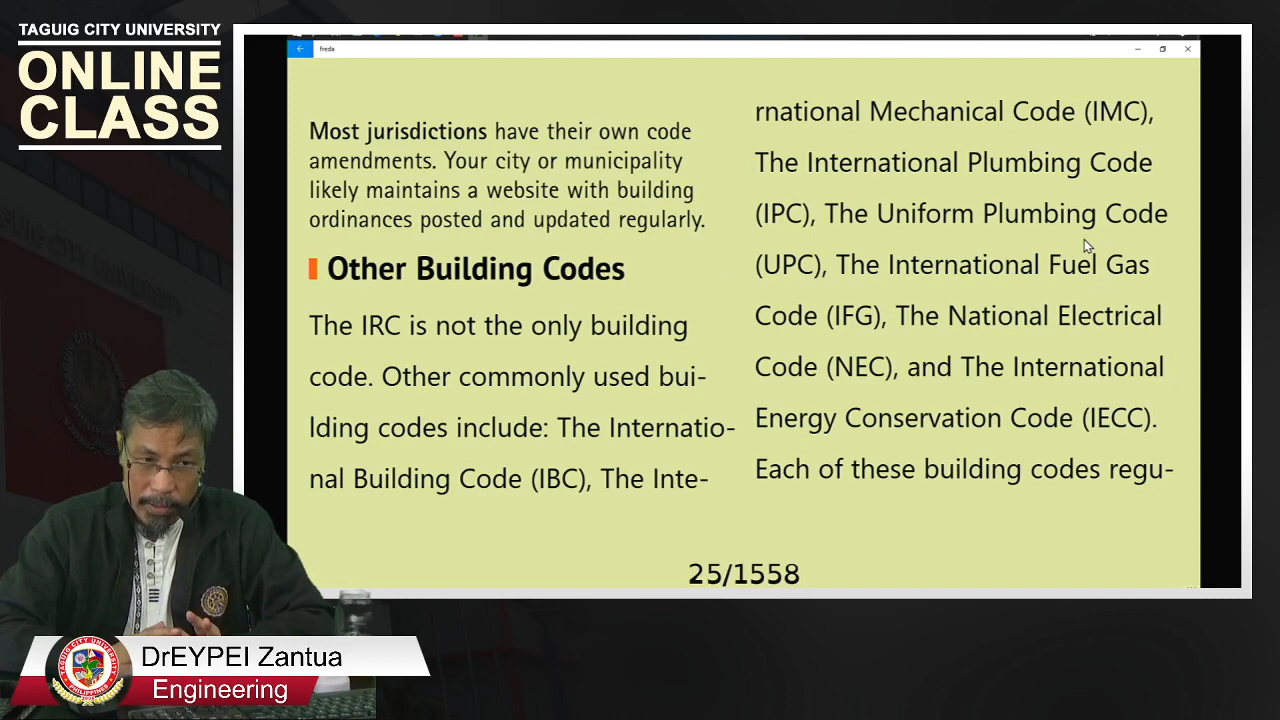 TAGUIG CITY UNIVERSITY
ONLINE
CLASS
freda
Most jurisdictions have their own code
amendments. Your city or municipality
likely maintains a website with building
ordinances posted and updated regularly.
Other Building Codes
The IRC is not the only building
code. Other commonly used bui-
lding codes include: The Internatio-
nal Building Code (IBC), The Inte-
rnational Mechanical Code (IMC),
The International Plumbing Code
(IPC), The Uniform Plumbing Code
(UPC), The International Fuel Gas
Code (IFG), The National Electrical
Code (NEC), and The International
Energy Conservation Code (IECC).
Each of these building codes regu-
25/1558
DrEYPEI Zantua
Engineering